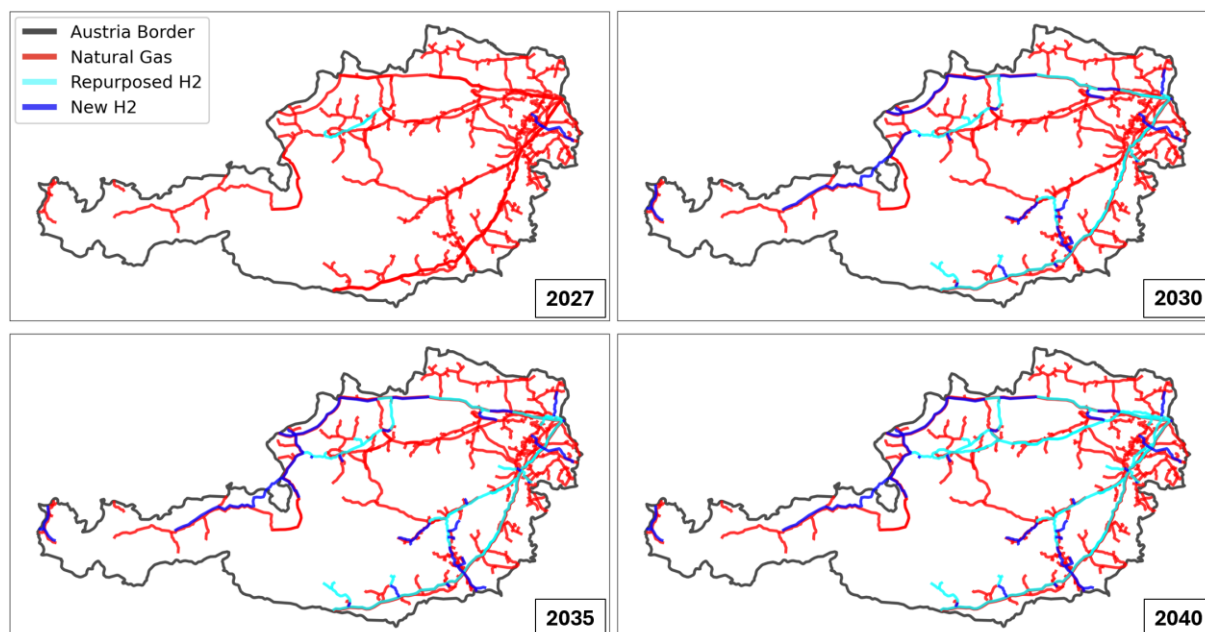 Austria Border
Natural Gas
Repurposed H2
New H2
2027
2030
2035
2040